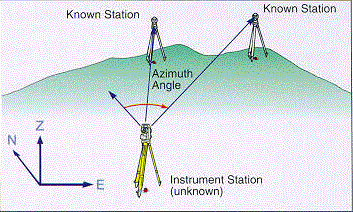 Known Station
Known Station
Azimuth
Angle
N
Z
E
Instrument Station
(unknown)